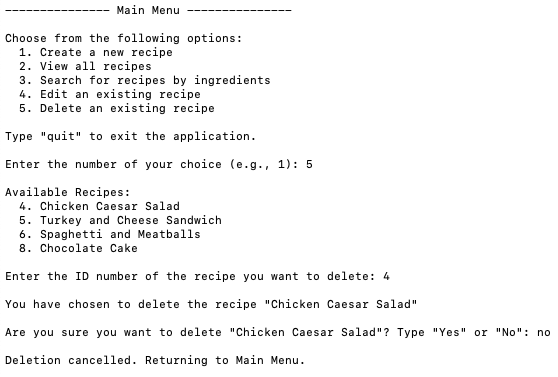 --------------- Main Menu ---------------
Choose from the following options:
1. Create a new recipe
2. View all recipes
3. Search for recipes by ingredients
4. Edit an existing recipe
5. Delete an existing recipe
Type "quit" to exit the application.
Enter the number of your choice (e.g., 1): 5
Available Recipes:
4. Chicken Caesar Salad
5. Turkey and Cheese Sandwich
6. Spaghetti and Meatballs
8. Chocolate Cake
Enter the ID number of the recipe you want to delete: 4
You have chosen to delete the recipe "Chicken Caesar Salad"
Are you sure you want to delete "Chicken Caesar Salad"? Type "Yes" or "No": no
Deletion cancelled. Returning to Main Menu.